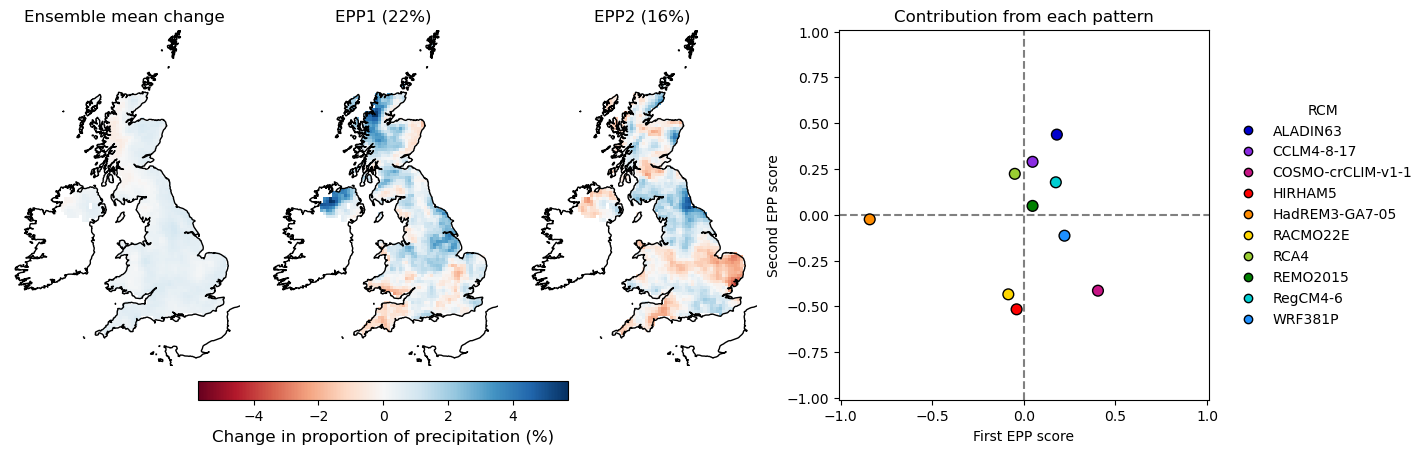 Ensemble mean change
EPP1 (22%)
EPP2 (16%)
−4 −2 0 2 4
Change in proportion of precipitation (%)
Contribution from each pattern
1.00
0.75
0.50
0.25
0.00
−0.25
−0.50
−0.75
−1.00
Second EPP score
−1.0 −0.5 0.0 0.5 1.0
First EPP score
RCM
ALADIN63
CCLM4-8-17
COSMO-crCLIM-v1-1
HIRHAM5
HadREM3-GA7-05
RACMO22E
RCA4
REMO2015
RegCM4-6
WRF381P